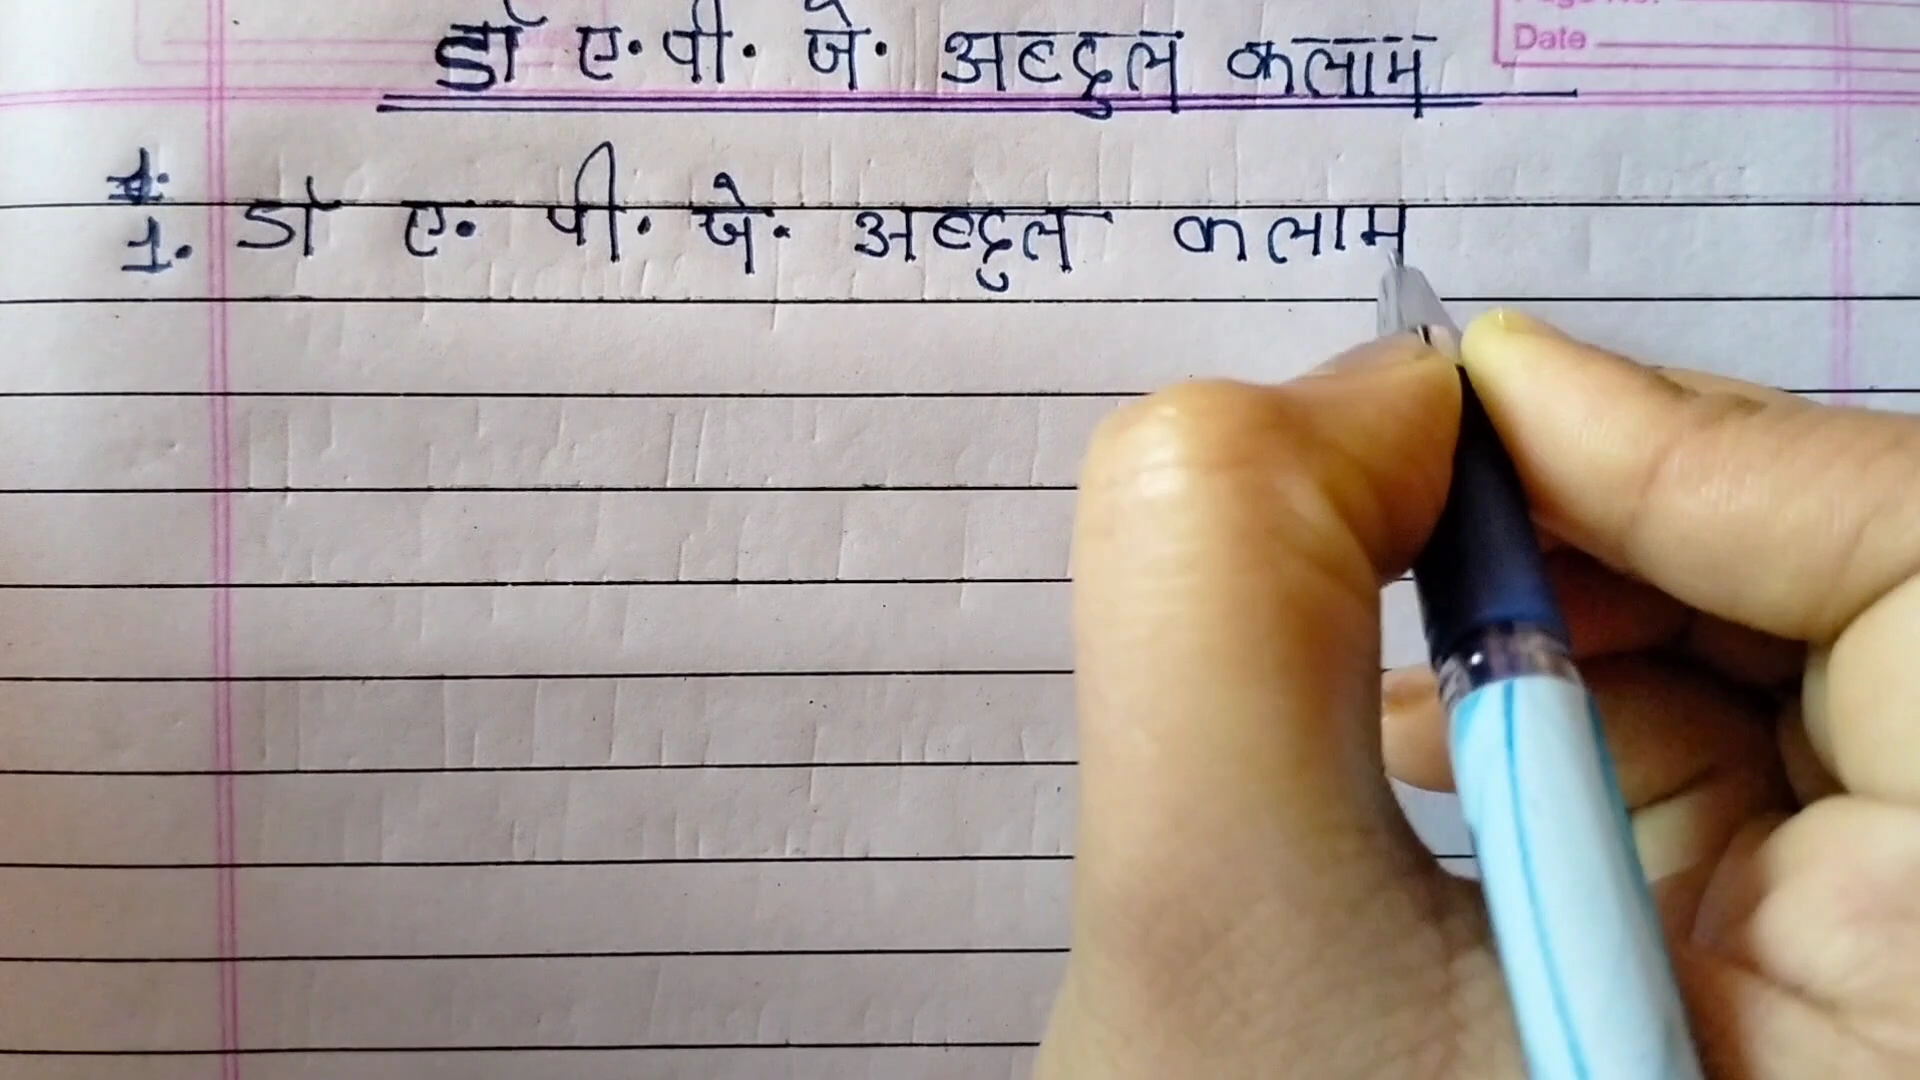 डॉ ए. पी. जे. अब्दुल कलाम
Date
1. डॉ ए. पी. जे. अब्दुल कलाम